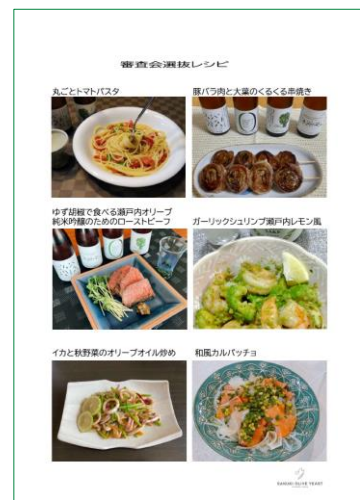 審査会選抜レシピ
丸ごとトマトパスタ
豚バラ肉と大葉のくるくる串焼き
ゆず胡椒で食べる瀬戸内オリーブ
純米吟醸のためのローストビーフ
ガーリックシュリンプ瀬戸内レモン風
イカと秋野菜のオリーブオイル炒め
和風カルパッチョ
SANUKI OLIVE YEAST